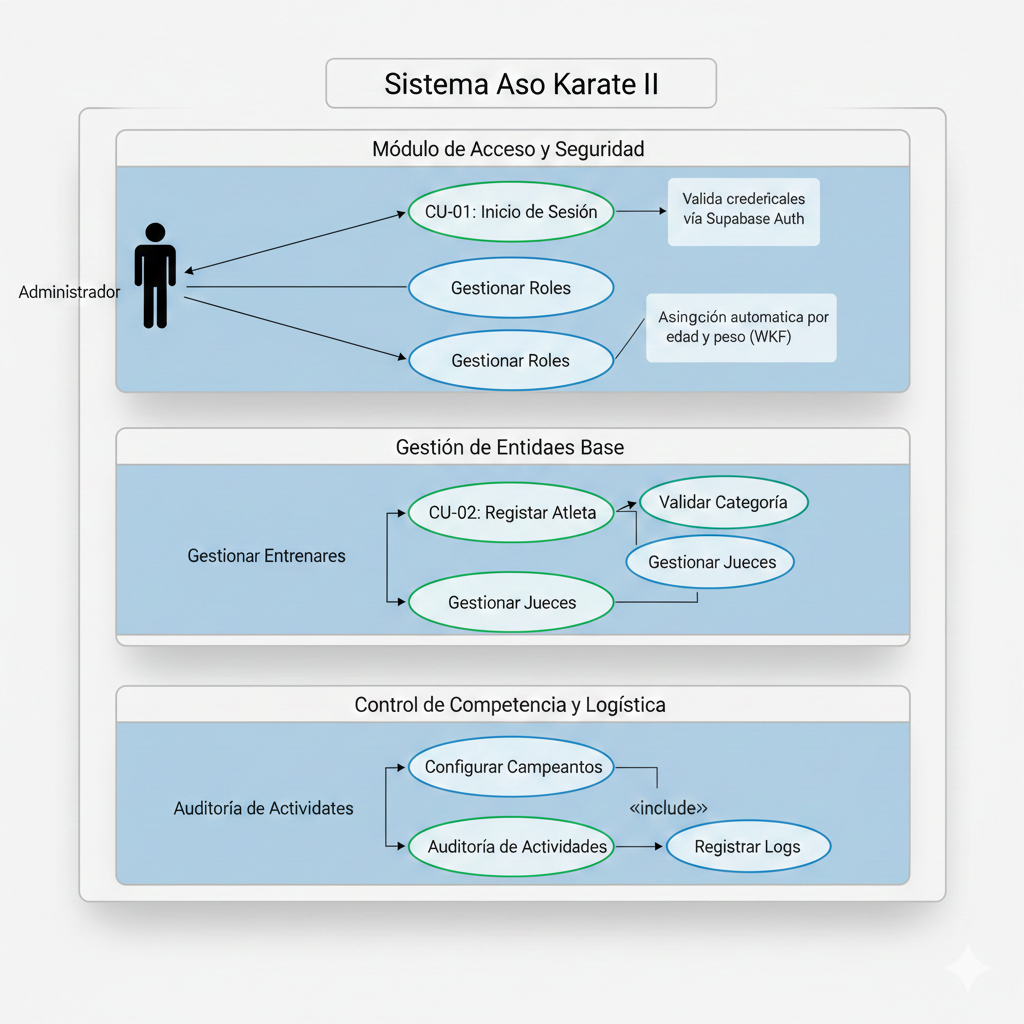 Sistema Aso Karate II
Módulo de Acceso y Seguridad
CU-01: Inicio de Sesión
Valida credeficales
vía Supabase Auth
Administrador
Gestionar Roles
Asingción automatica por
edad y peso (WKF)
Gestionar Roles
Gestión de Entidaes Base
CU-02: Registar Atleta
Validar Categoría
Gestionar Entrenares
Gestionar Jueces
Gestionar Jueces
Control de Competencia y Logística
Configurar Campeantos
Auditoría de Actividates
«include»
Auditoría de Actividades
Registrar Logs